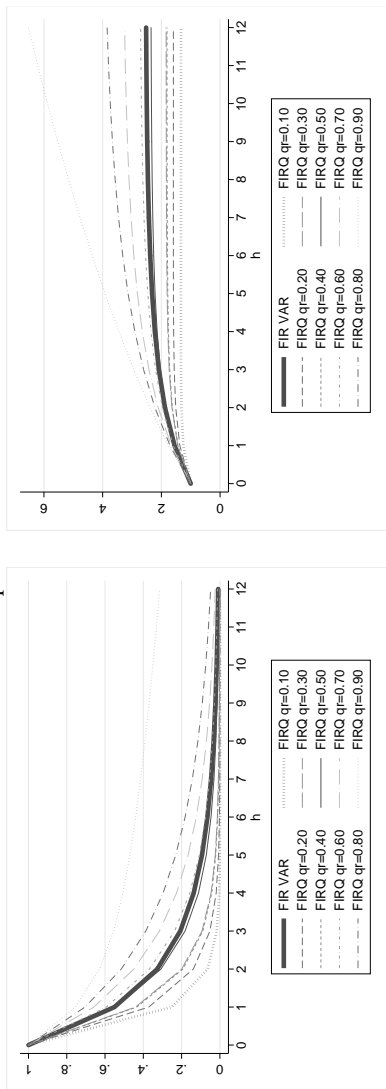 1
.8
.6
.4
.2
0
0 1 2 3 4 5 6 7 8 9 10 11 12
h
FIR VAR FIRQ qr=0.10
FIRQ qr=0.20 FIRQ qr=0.30
FIRQ qr=0.40 FIRQ qr=0.50
FIRQ qr=0.60 FIRQ qr=0.70
FIRQ qr=0.80 FIRQ qr=0.90
6
4
2
0
0 1 2 3 4 5 6 7 8 9 10 11 12
h
FIR VAR FIRQ qr=0.10
FIRQ qr=0.20 FIRQ qr=0.30
FIRQ qr=0.40 FIRQ qr=0.50
FIRQ qr=0.60 FIRQ qr=0.70
FIRQ qr=0.80 FIRQ qr=0.90